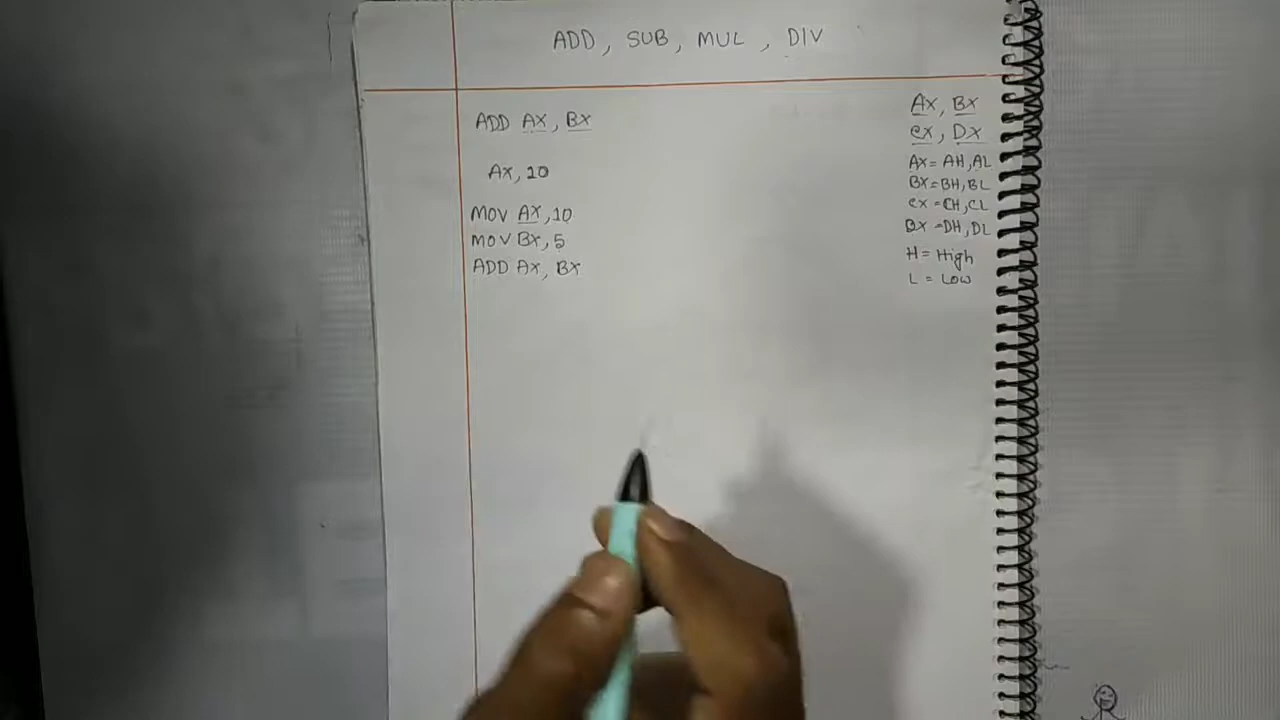 ADD, SUB, MUL, DIV
ADD AX, BX
AX, 10
MOV AX, 10
MOV BX, 5
ADD AX, BX
AX, BX
CX, DX
AX = AH, AL
BX = BH, BL
CX = CH, CL
BX = DH, DL
H = High
L = Low